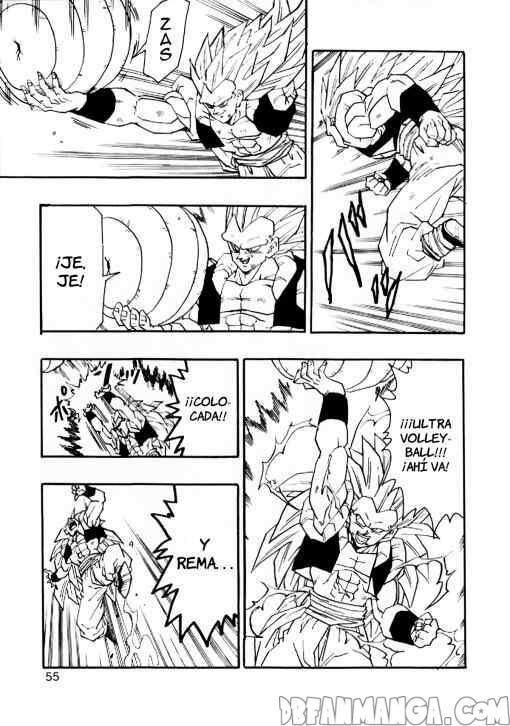 ZAS
¡JE,
JE!
¡¡¡ULTRA
VOLLEY-
BALL!!!
¡AHÍ VA!
¡¡COLO-
CADA!!
Y
REMA...
55
DBFANMANGA.COM